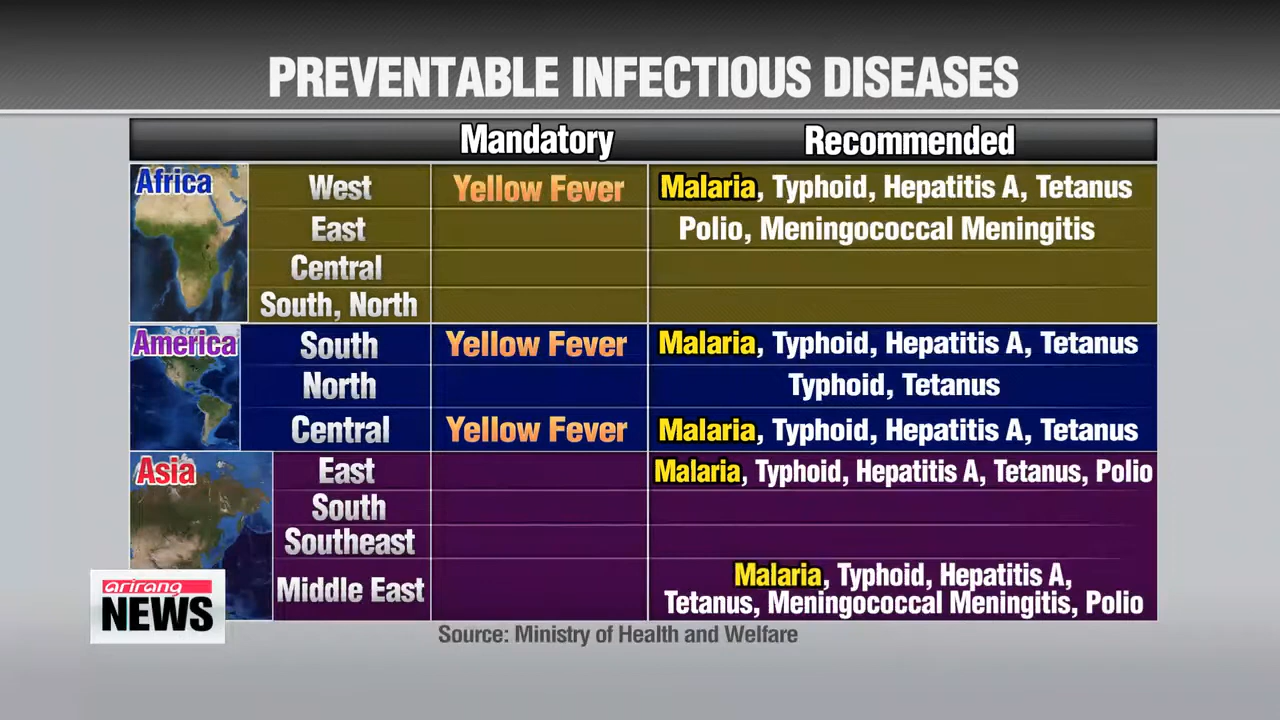 PREVENTABLE INFECTIOUS DISEASES
Mandatory Recommended
Africa West Yellow Fever Malaria, Typhoid, Hepatitis A, Tetanus
East Polio, Meningococcal Meningitis
Central
South, North
America South Yellow Fever Malaria, Typhoid, Hepatitis A, Tetanus
North Typhoid, Tetanus
Central Yellow Fever Malaria, Typhoid, Hepatitis A, Tetanus
Asia East Malaria, Typhoid, Hepatitis A, Tetanus, Polio
South
Southeast
Middle East Malaria, Typhoid, Hepatitis A,
Tetanus, Meningococcal Meningitis, Polio
arirang
NEWS
Source: Ministry of Health and Welfare